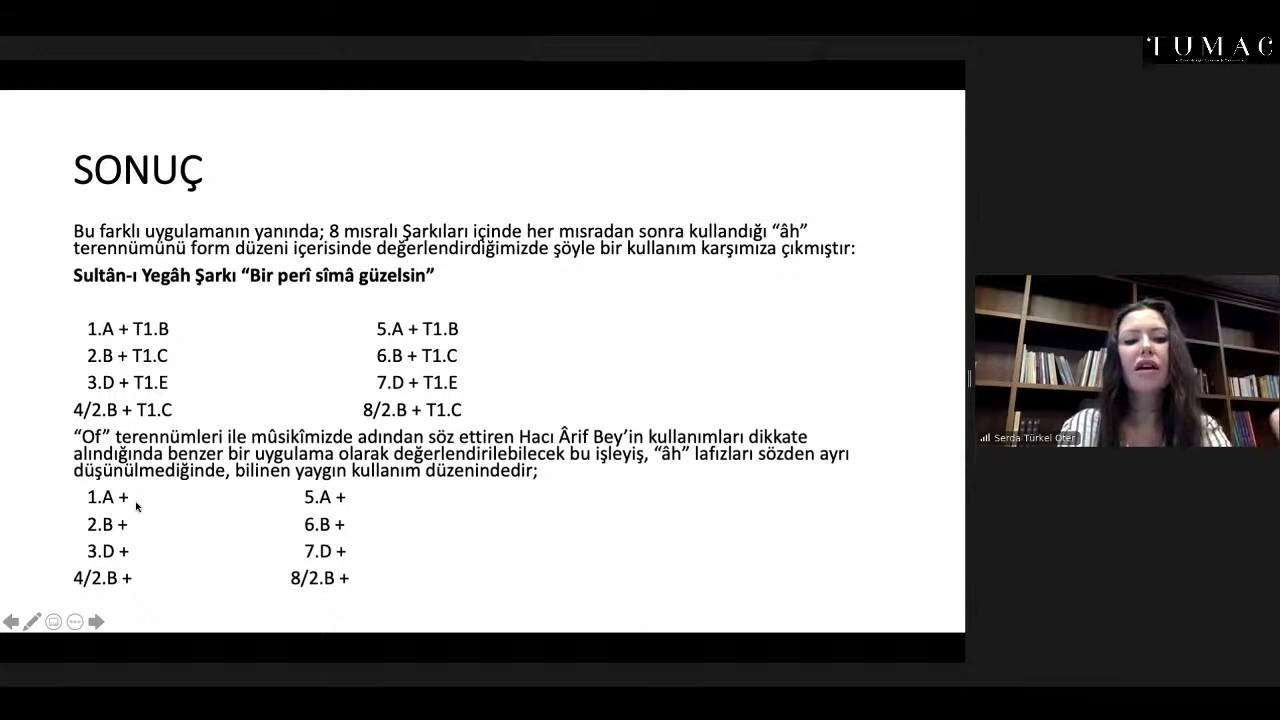 TUMAC
SONUÇ
Bu farklı uygulamanın yanında; 8 mısralı Şarkıları içinde her mısradan sonra kullandığı “âh”
terennümünü form düzeni içerisinde değerlendirdiğimizde şöyle bir kullanım karşımıza çıkmıştır:
Sultân-ı Yegâh Şarkı “Bir perî sîmâ güzelsin”
1.A + T1.B 5.A + T1.B
2.B + T1.C 6.B + T1.C
3.D + T1.E 7.D + T1.E
4/2.B + T1.C 8/2.B + T1.C
“Of” terennümleri ile mûsikîmizde adından söz ettiren Hacı Ârif Bey’in kullanımları dikkate
alındığında benzer bir uygulama olarak değerlendirilebilecek bu işleyiş, “âh” lafızları sözden ayrı
düşünülmediğinde, bilinen yaygın kullanım düzenindedir;
1.A + 5.A +
2.B + 6.B +
3.D + 7.D +
4/2.B + 8/2.B +
Serda Türkel Oter